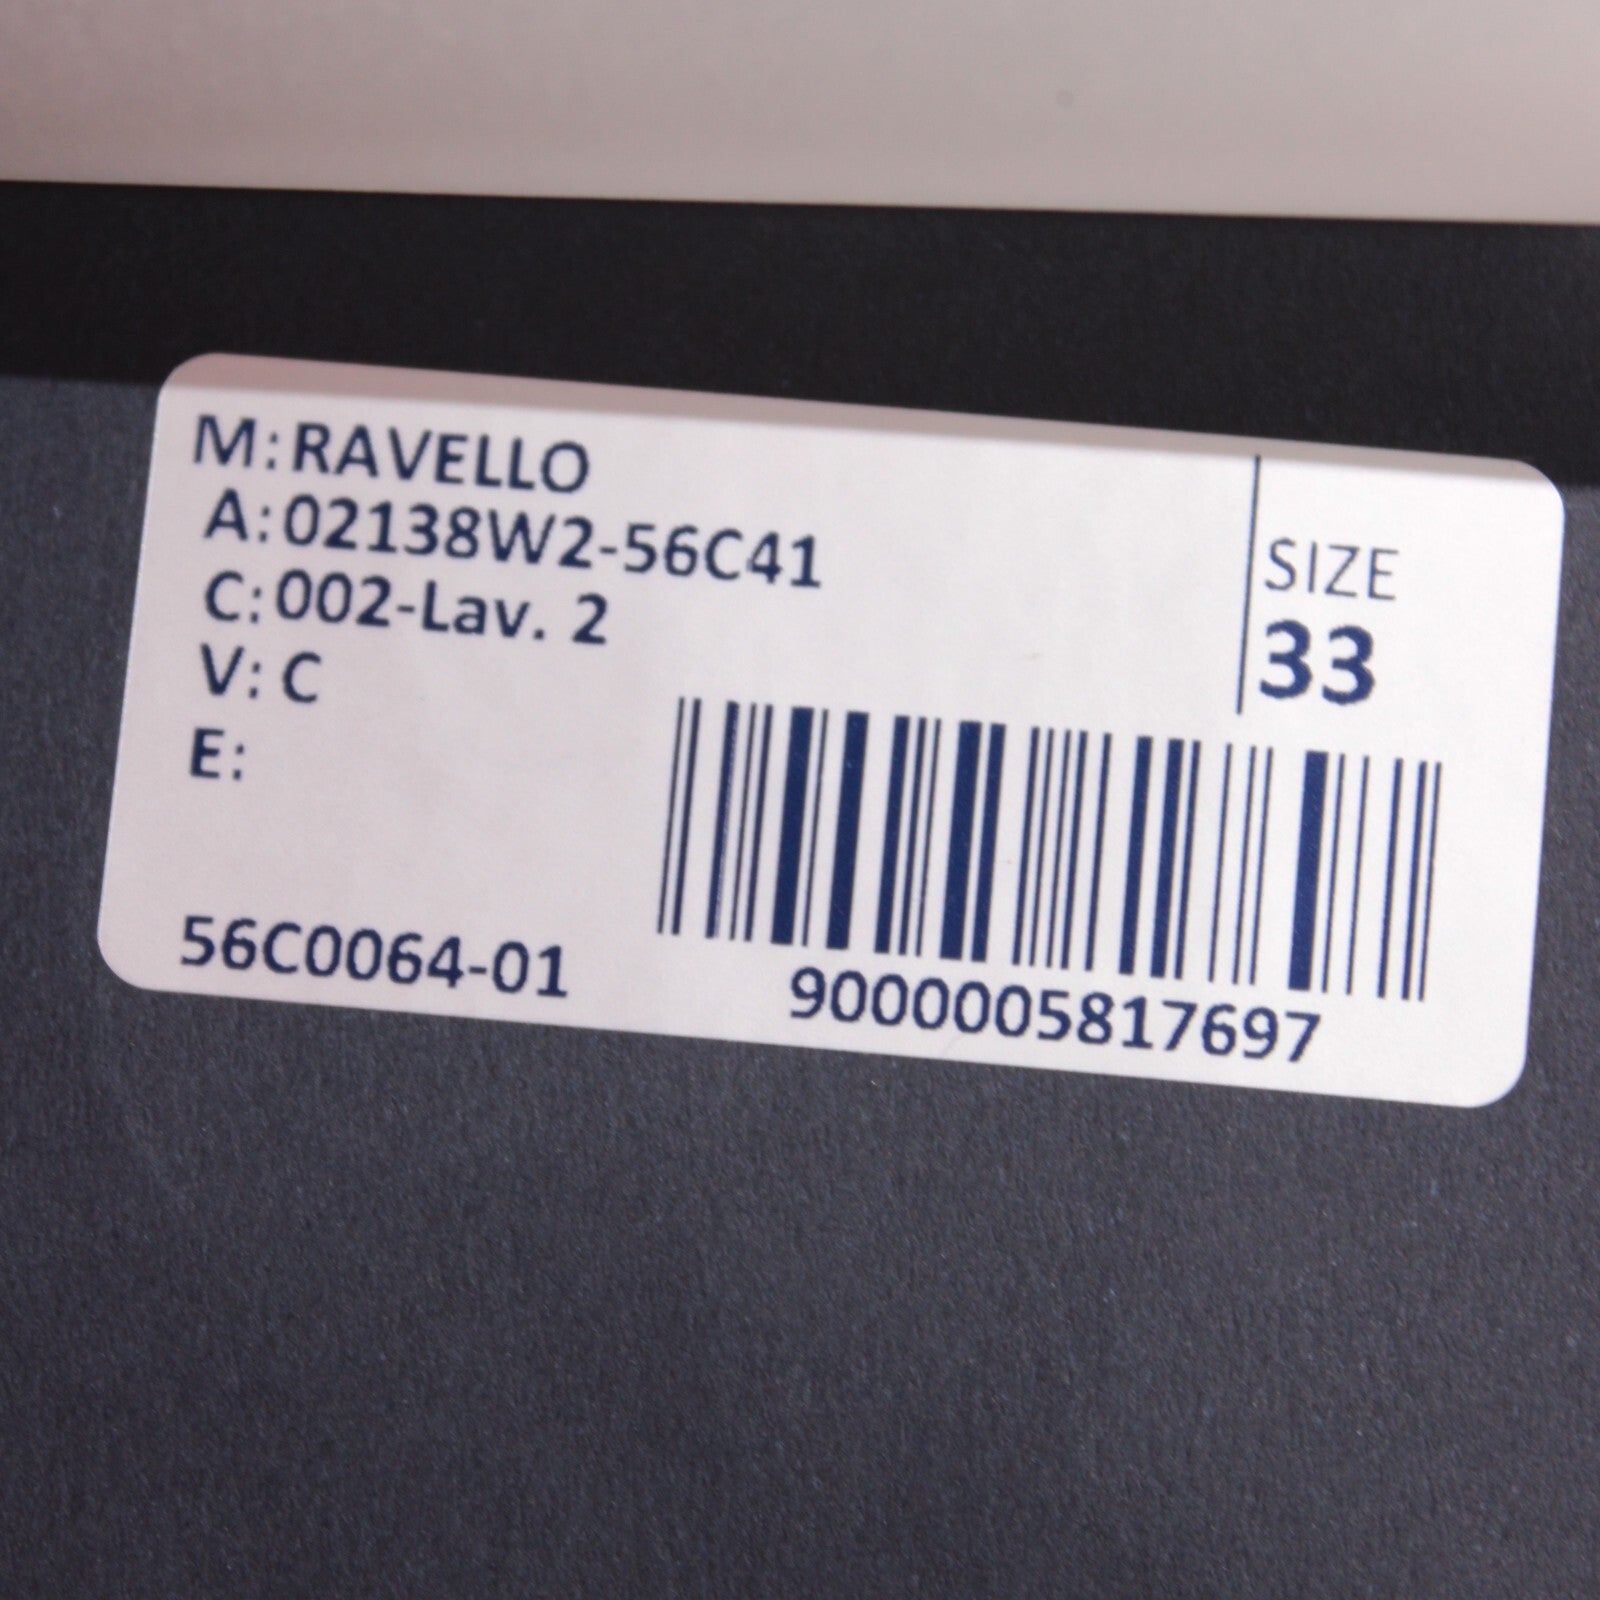 M: RAVELLO
A: 02138W2-56C41
C: 002-Lav. 2
V: C
E:
SIZE
33
56C0064-01
9000005817697